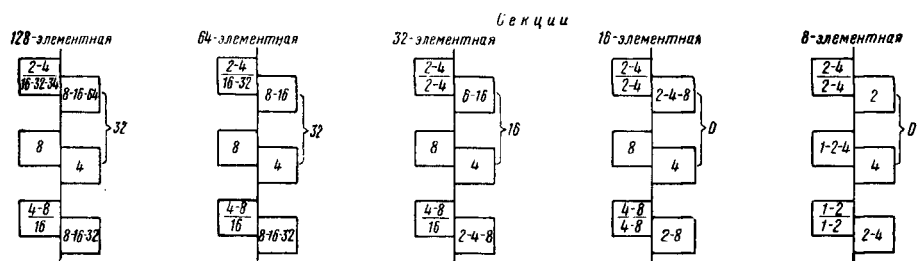 Секции
128-элементная 64-элементная 32-элементная 16-элементная 8-элементная
2-4 2-4 2-4 2-4 2-4
16-32-34 8-16-64 16-32 8-16 2-4 6-16 2-4 2-4-8 2-4 2
32 32 16 0 0
8 4 8 4 8 4 8 4 1-2-4 4
4-8 4-8 4-8 4-8 1-2
16 8-16-32 16 8-16-32 16 2-4-8 4-8 2-8 1-2 2-4